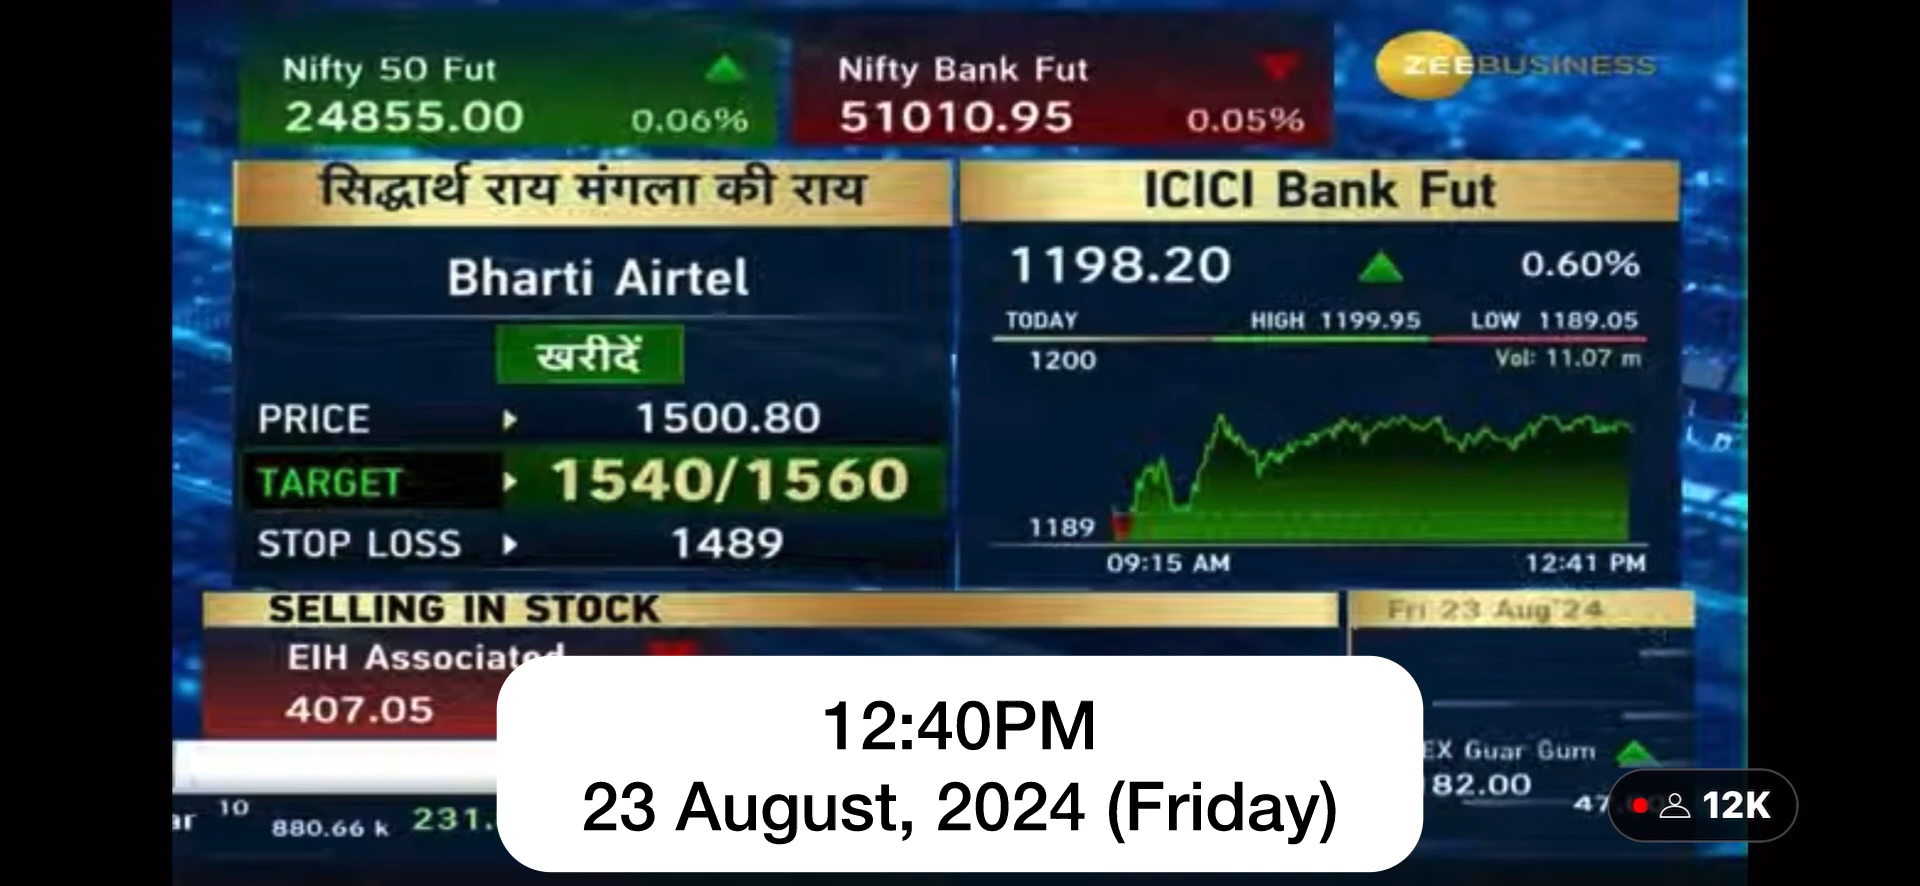 Nifty 50 Fut
24855.00 0.06%
Nifty Bank Fut
51010.95 0.05%
ZEEBUSINESS
सिद्धार्थ राय मंगला की राय
Bharti Airtel
खरीदें
PRICE 1500.80
TARGET 1540/1560
STOP LOSS 1489
ICICI Bank Fut
1198.20 0.60%
TODAY HIGH 1199.95 LOW 1189.05
1200 Vol: 11.07 m
1189
09:15 AM 12:41 PM
SELLING IN STOCK
Fri 23 Aug'24
EIH Associated
407.05
EX Guar Gum
82.00
10 880.66 k 231.
12:40PM
23 August, 2024 (Friday)
12K